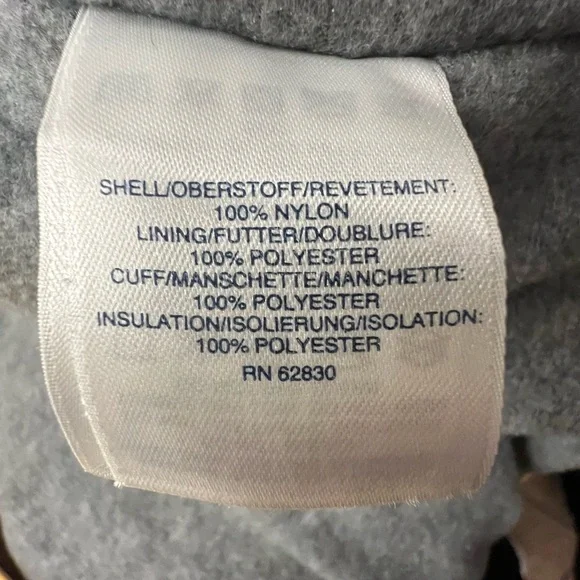 SHELL/OBERSTOFF/REVETEMENT:
100% NYLON
LINING/FUTTER/DOUBLURE:
100% POLYESTER
CUFF/MANSCHETTE/MANCHETTE:
100% POLYESTER
INSULATION/ISOLIERUNG/ISOLATION:
100% POLYESTER
RN 62830